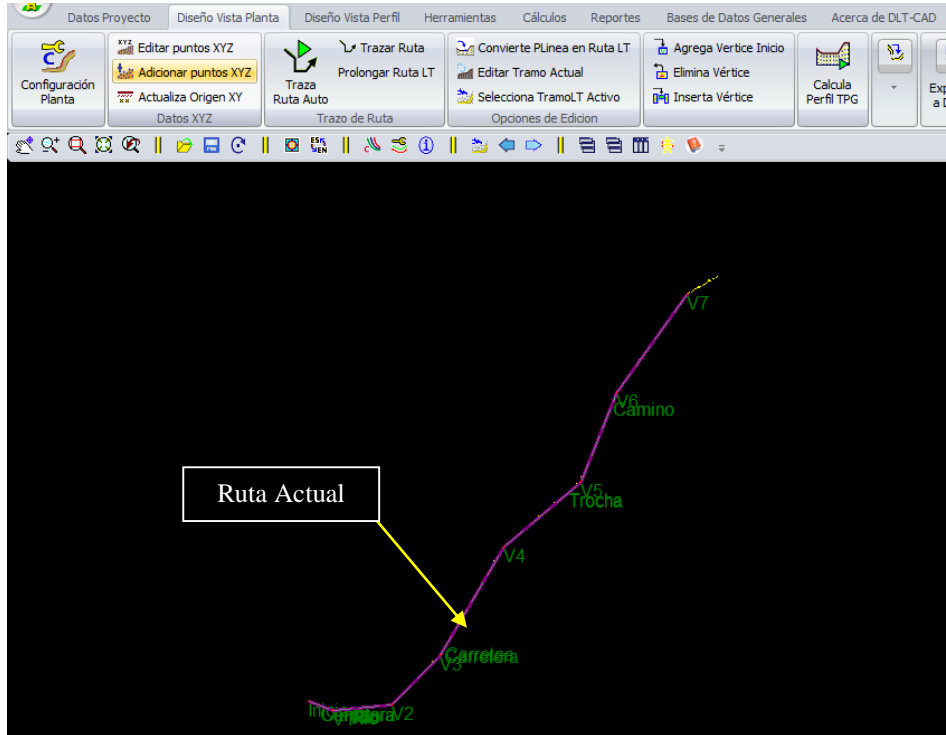 Datos Proyecto Diseño Vista Planta Diseño Vista Perfil Herramientas Cálculos Reportes Bases de Datos Generales Acerca de DLT-CAD
Configuración Planta
Editar puntos XYZ
Adicionar puntos XYZ
Actualiza Origen XY
Datos XYZ
Traza Ruta Auto
Trazar Ruta
Prolongar Ruta LT
Trazo de Ruta
Convierte PLinea en Ruta LT
Editar Tramo Actual
Selecciona TramoLT Activo
Opciones de Edicion
Agrega Vertice Inicio
Elimina Vértice
Inserta Vértice
Calcula Perfil TPG
V7
V6
Camino
Ruta Actual
V5
Trocha
V4
V3
V2